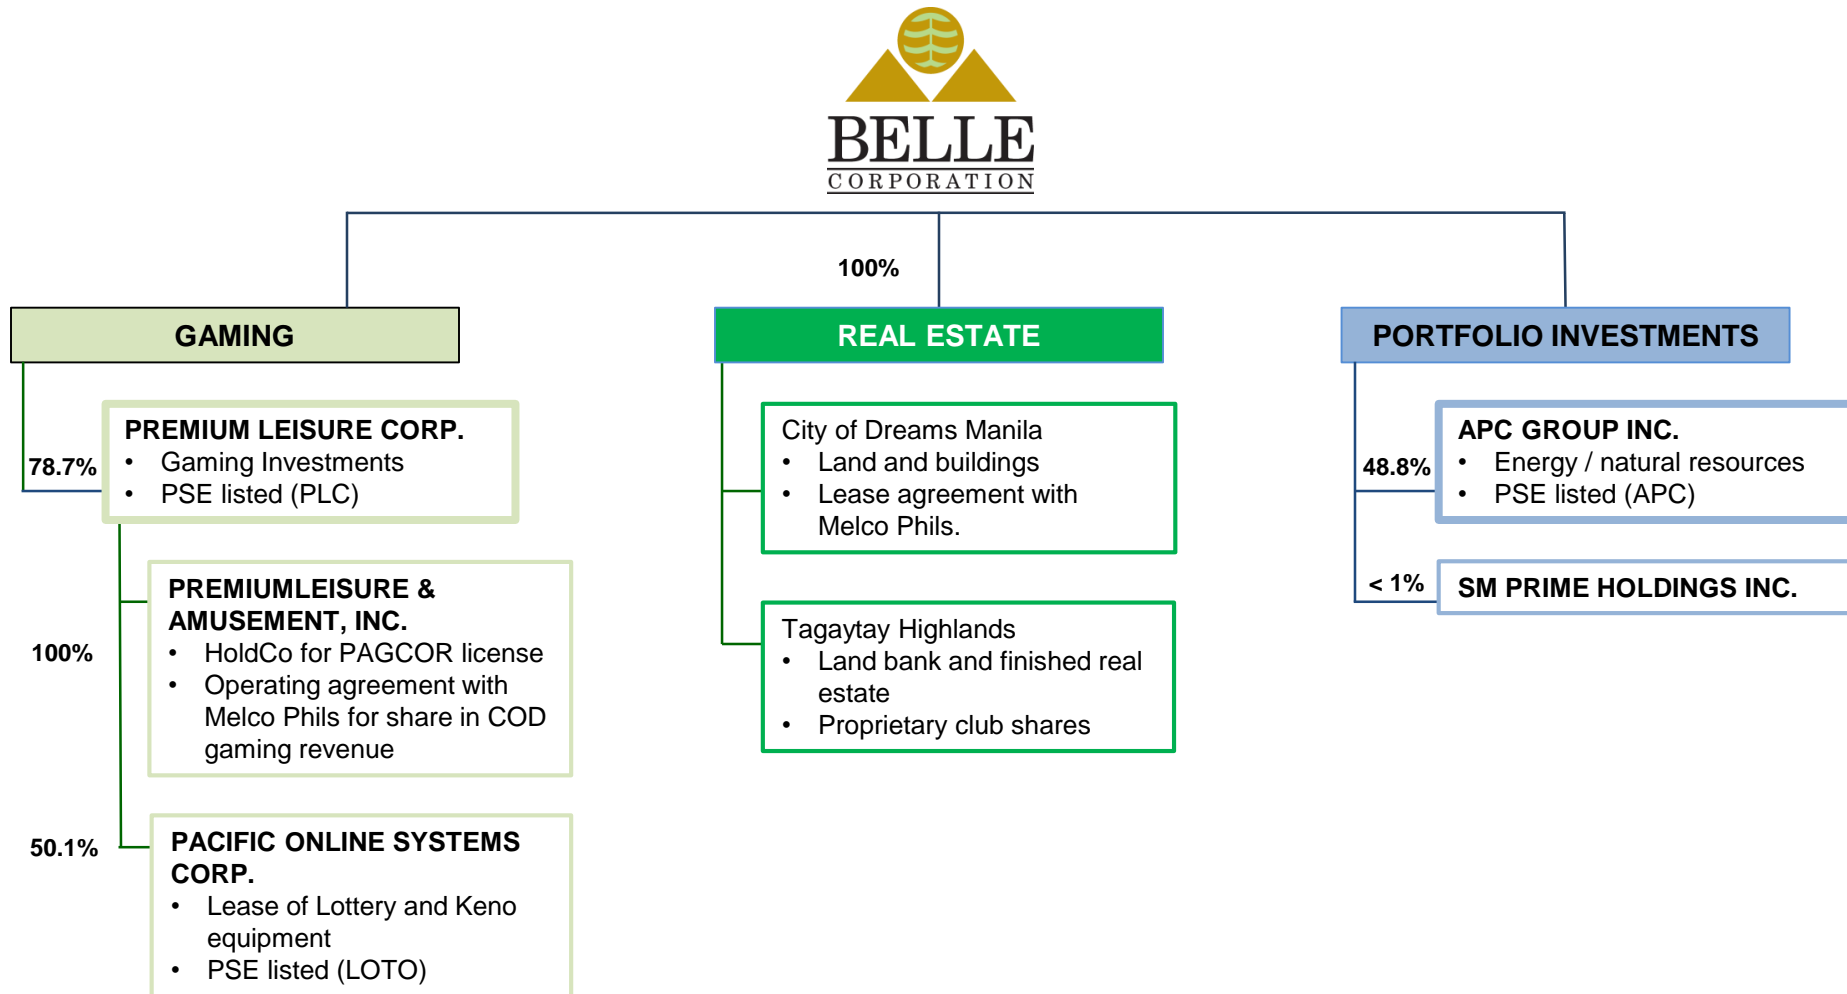 BELLE
CORPORATION
100%
GAMING
78.7%
PREMIUM LEISURE CORP.
• Gaming Investments
• PSE listed (PLC)
100%
PREMIUMLEISURE &
AMUSEMENT, INC.
• HoldCo for PAGCOR license
• Operating agreement with
Melco Phils for share in COD
gaming revenue
50.1%
PACIFIC ONLINE SYSTEMS
CORP.
• Lease of Lottery and Keno
equipment
• PSE listed (LOTO)
REAL ESTATE
City of Dreams Manila
• Land and buildings
• Lease agreement with
Melco Phils.
Tagaytay Highlands
• Land bank and finished real
estate
• Proprietary club shares
PORTFOLIO INVESTMENTS
48.8%
APC GROUP INC.
• Energy / natural resources
• PSE listed (APC)
< 1%
SM PRIME HOLDINGS INC.